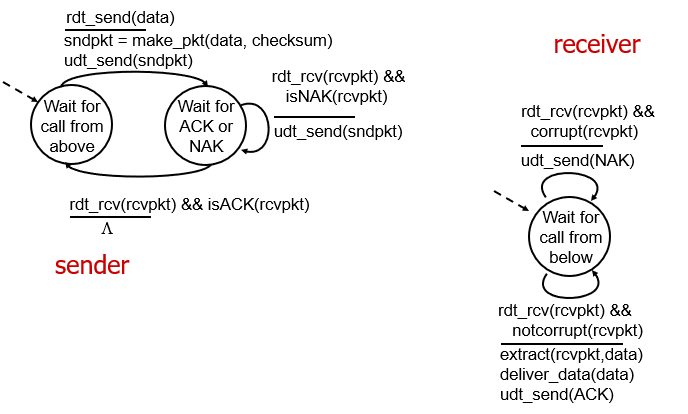 rdt_send(data)
sndpkt = make_pkt(data, checksum)
udt_send(sndpkt)
Wait for
call from
above
Wait for
ACK or
NAK
rdt_rcv(rcvpkt) &&
isNAK(rcvpkt)
udt_send(sndpkt)
rdt_rcv(rcvpkt) && isACK(rcvpkt)
Λ
sender
receiver
rdt_rcv(rcvpkt) &&
corrupt(rcvpkt)
udt_send(NAK)
Wait for
call from
below
rdt_rcv(rcvpkt) &&
notcorrupt(rcvpkt)
extract(rcvpkt,data)
deliver_data(data)
udt_send(ACK)